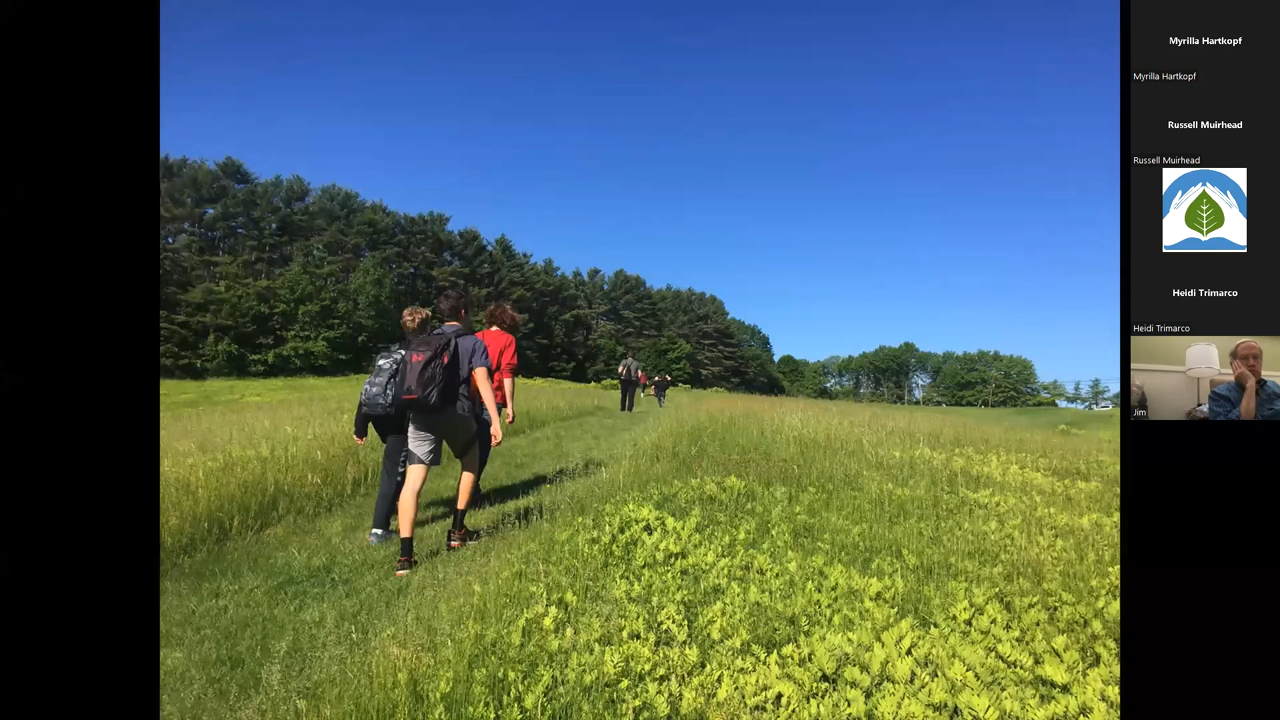 Myrilla Hartkopf
Myrilla Hartkopf
Russell Muirhead
Russell Muirhead
Heidi Trimarco
Heidi Trimarco
Jim